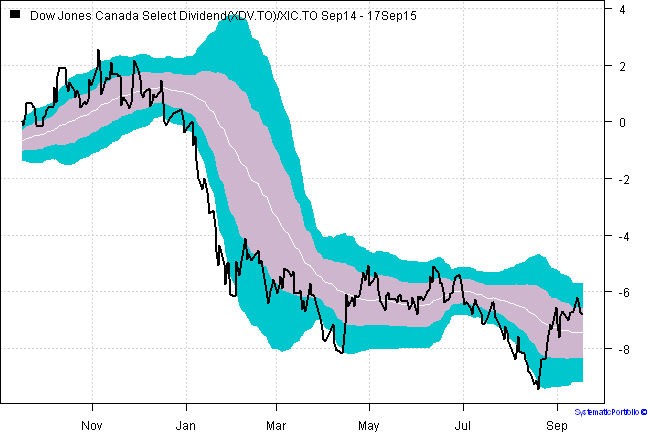 Dow Jones Canada Select Dividend(XDV.TO)/XIC.TO Sep14 - 17Sep15
4
2
0
-2
-4
-6
-8
Nov Jan Mar May Jul Sep
SystematicPortfolio ©